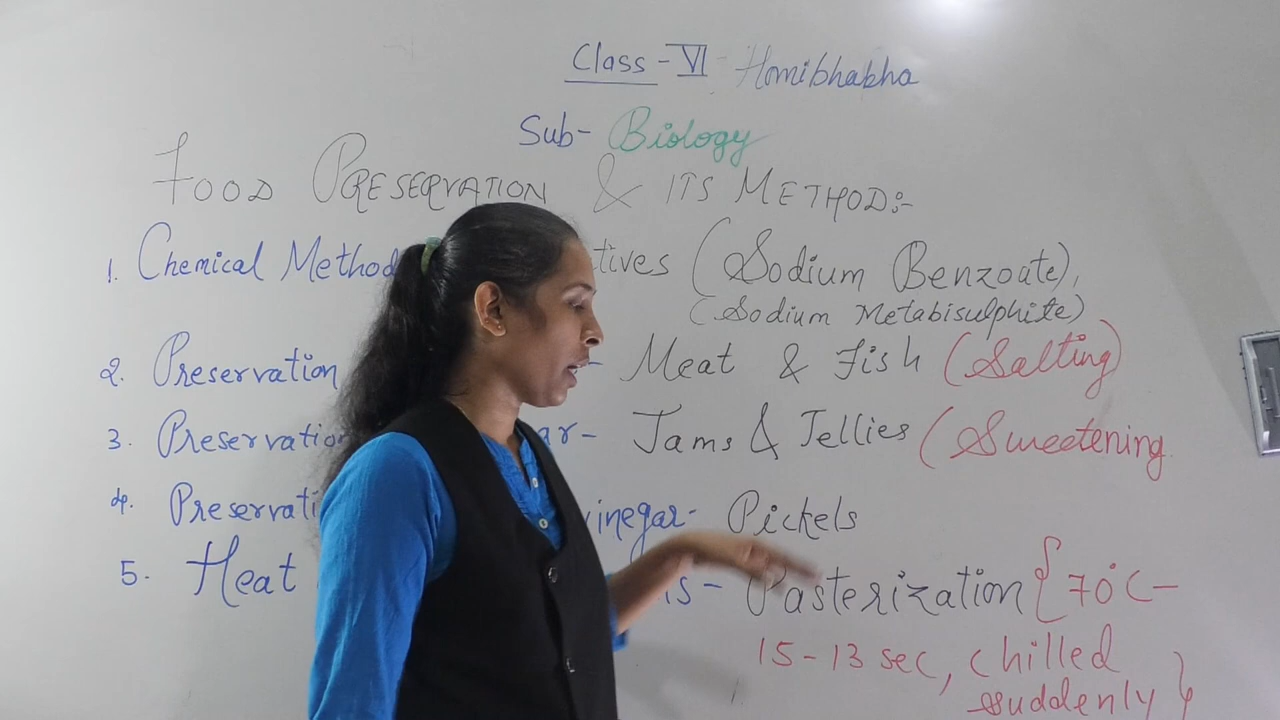 Class - VI Homibhabha
Sub- Biology
FOOD PRESERVATION & ITS METHOD:-
1. Chemical Method tives (Sodium Benzoate),
(Sodium Metabisulphite)
2. Preservation - Meat & Fish (Salting)
3. Preservation ar- Jams & Jellies (Sweetening
4. Preservati vinegar- Pickels
5. Heat is - Pasterization { 70°C -
15-13 sec, chilled
suddenly }